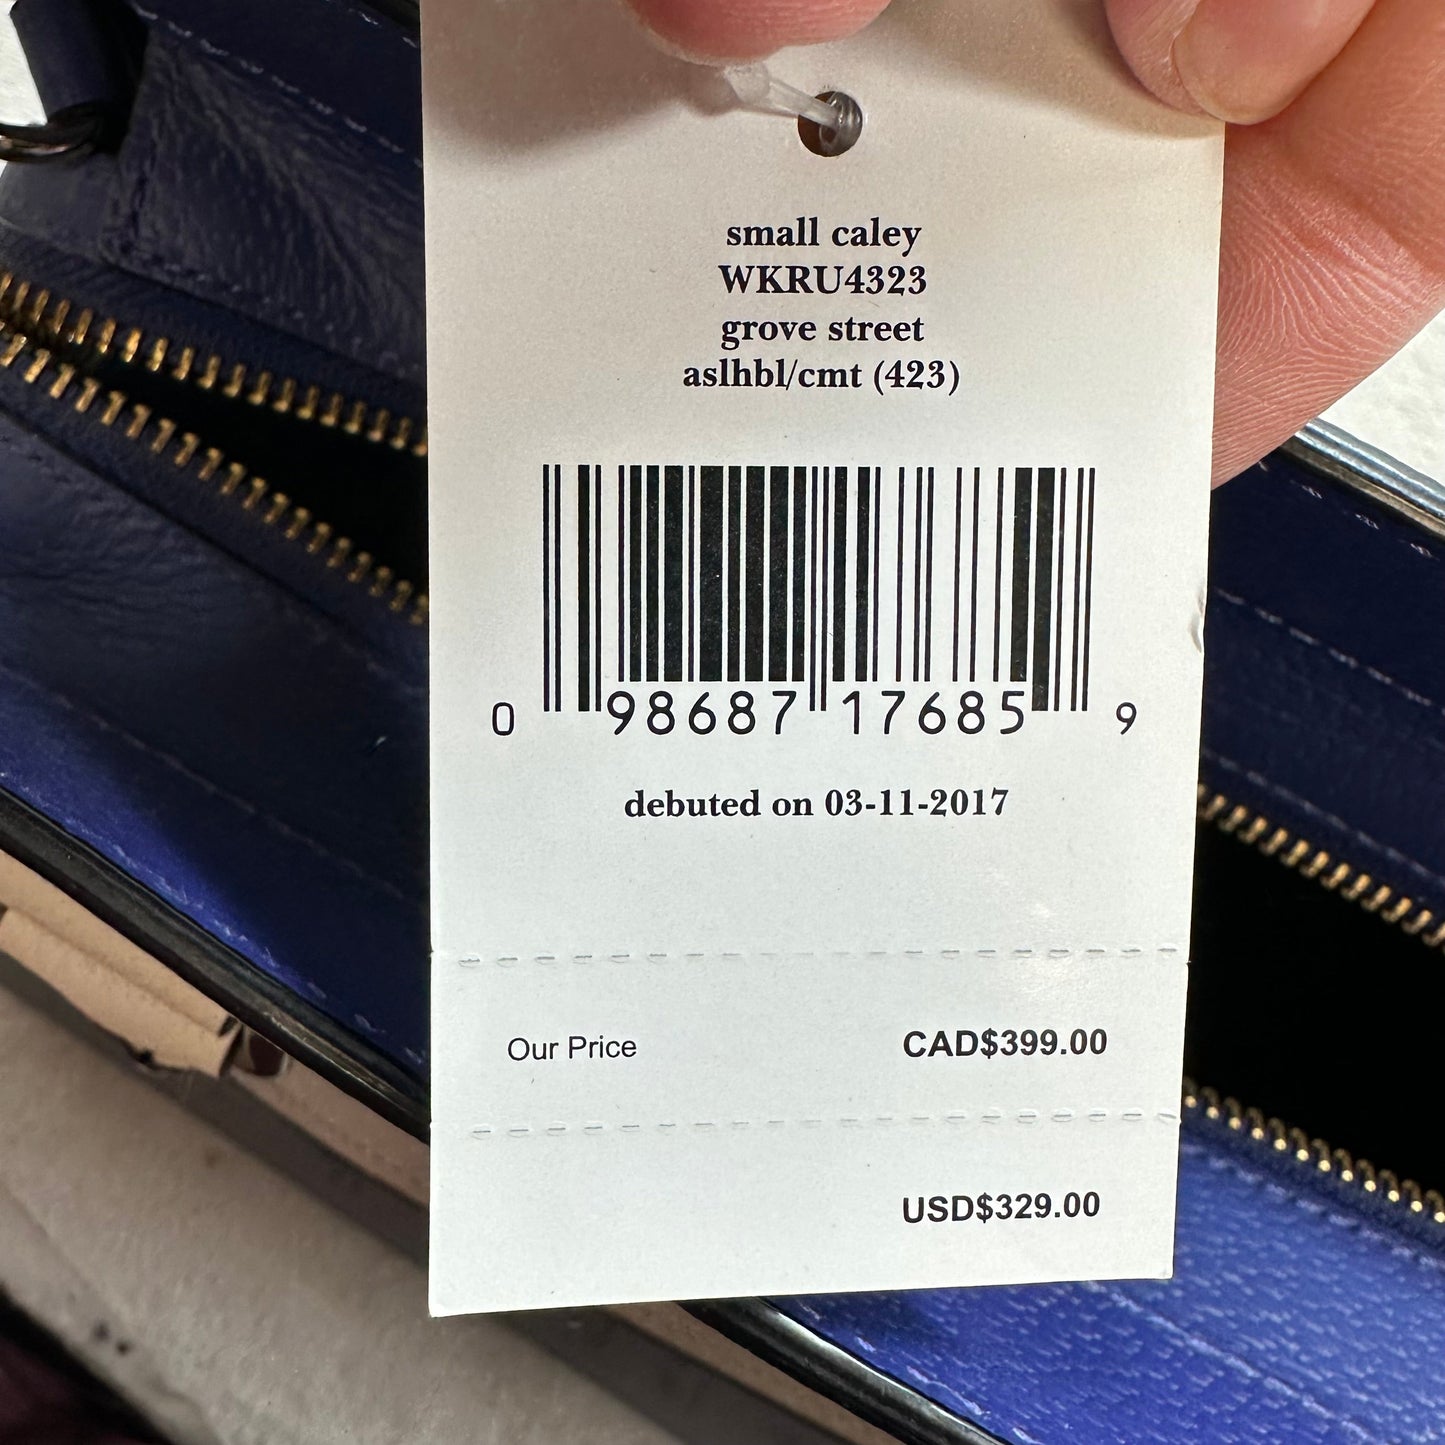 small caley
WKRU4323
grove street
aslhbl/cmt (423)
0 98687 17685 9
debuted on 03-11-2017
Our Price CAD$399.00
USD$329.00